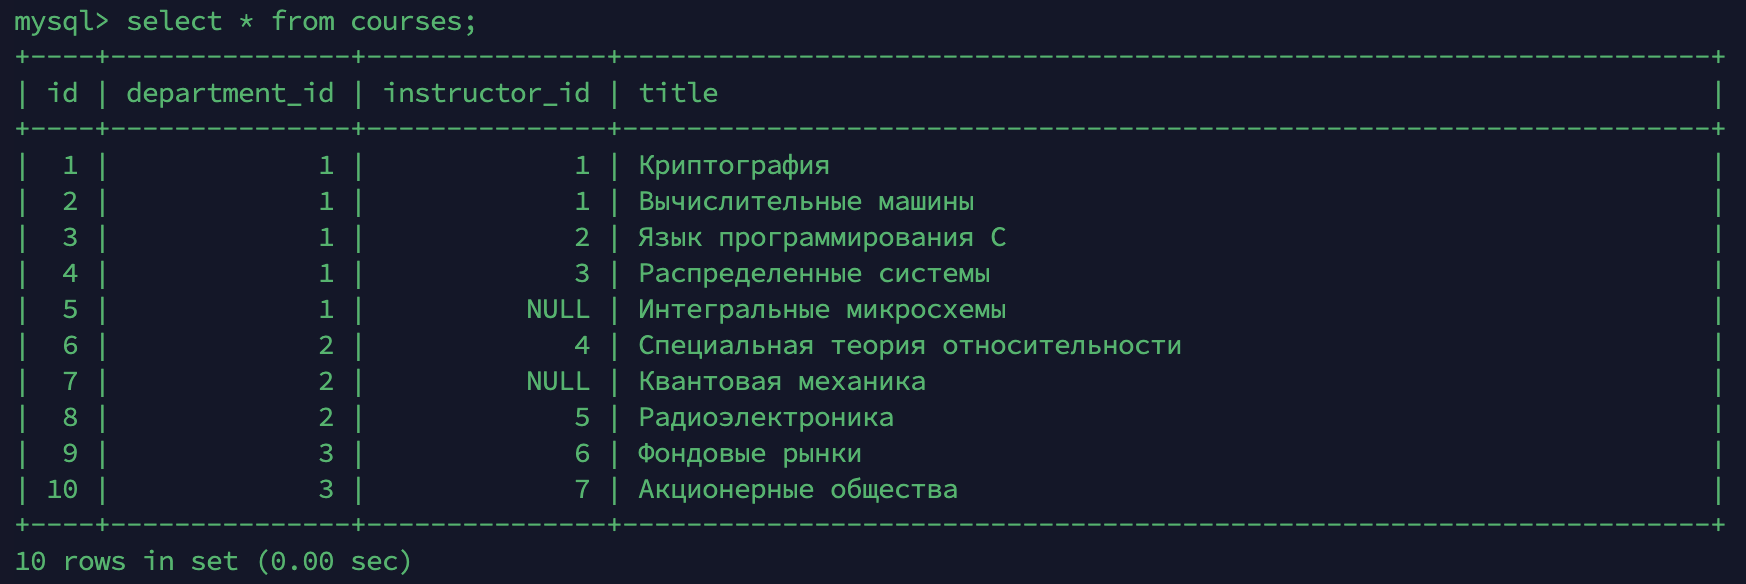 mysql> select * from courses;
+----+---------------+---------------+--------------------------------------------------------------------+
| id | department_id | instructor_id | title                                                              |
+----+---------------+---------------+--------------------------------------------------------------------+
|  1 |             1 |             1 | Криптография                                                       |
|  2 |             1 |             1 | Вычислительные машины                                              |
|  3 |             1 |             2 | Язык программирования C                                            |
|  4 |             1 |             3 | Распределенные системы                                             |
|  5 |             1 |          NULL | Интегральные микросхемы                                            |
|  6 |             2 |             4 | Специальная теория относительности                                 |
|  7 |             2 |          NULL | Квантовая механика                                                 |
|  8 |             2 |             5 | Радиоэлектроника                                                   |
|  9 |             3 |             6 | Фондовые рынки                                                     |
| 10 |             3 |             7 | Акционерные общества                                               |
+----+---------------+---------------+--------------------------------------------------------------------+
10 rows in set (0.00 sec)